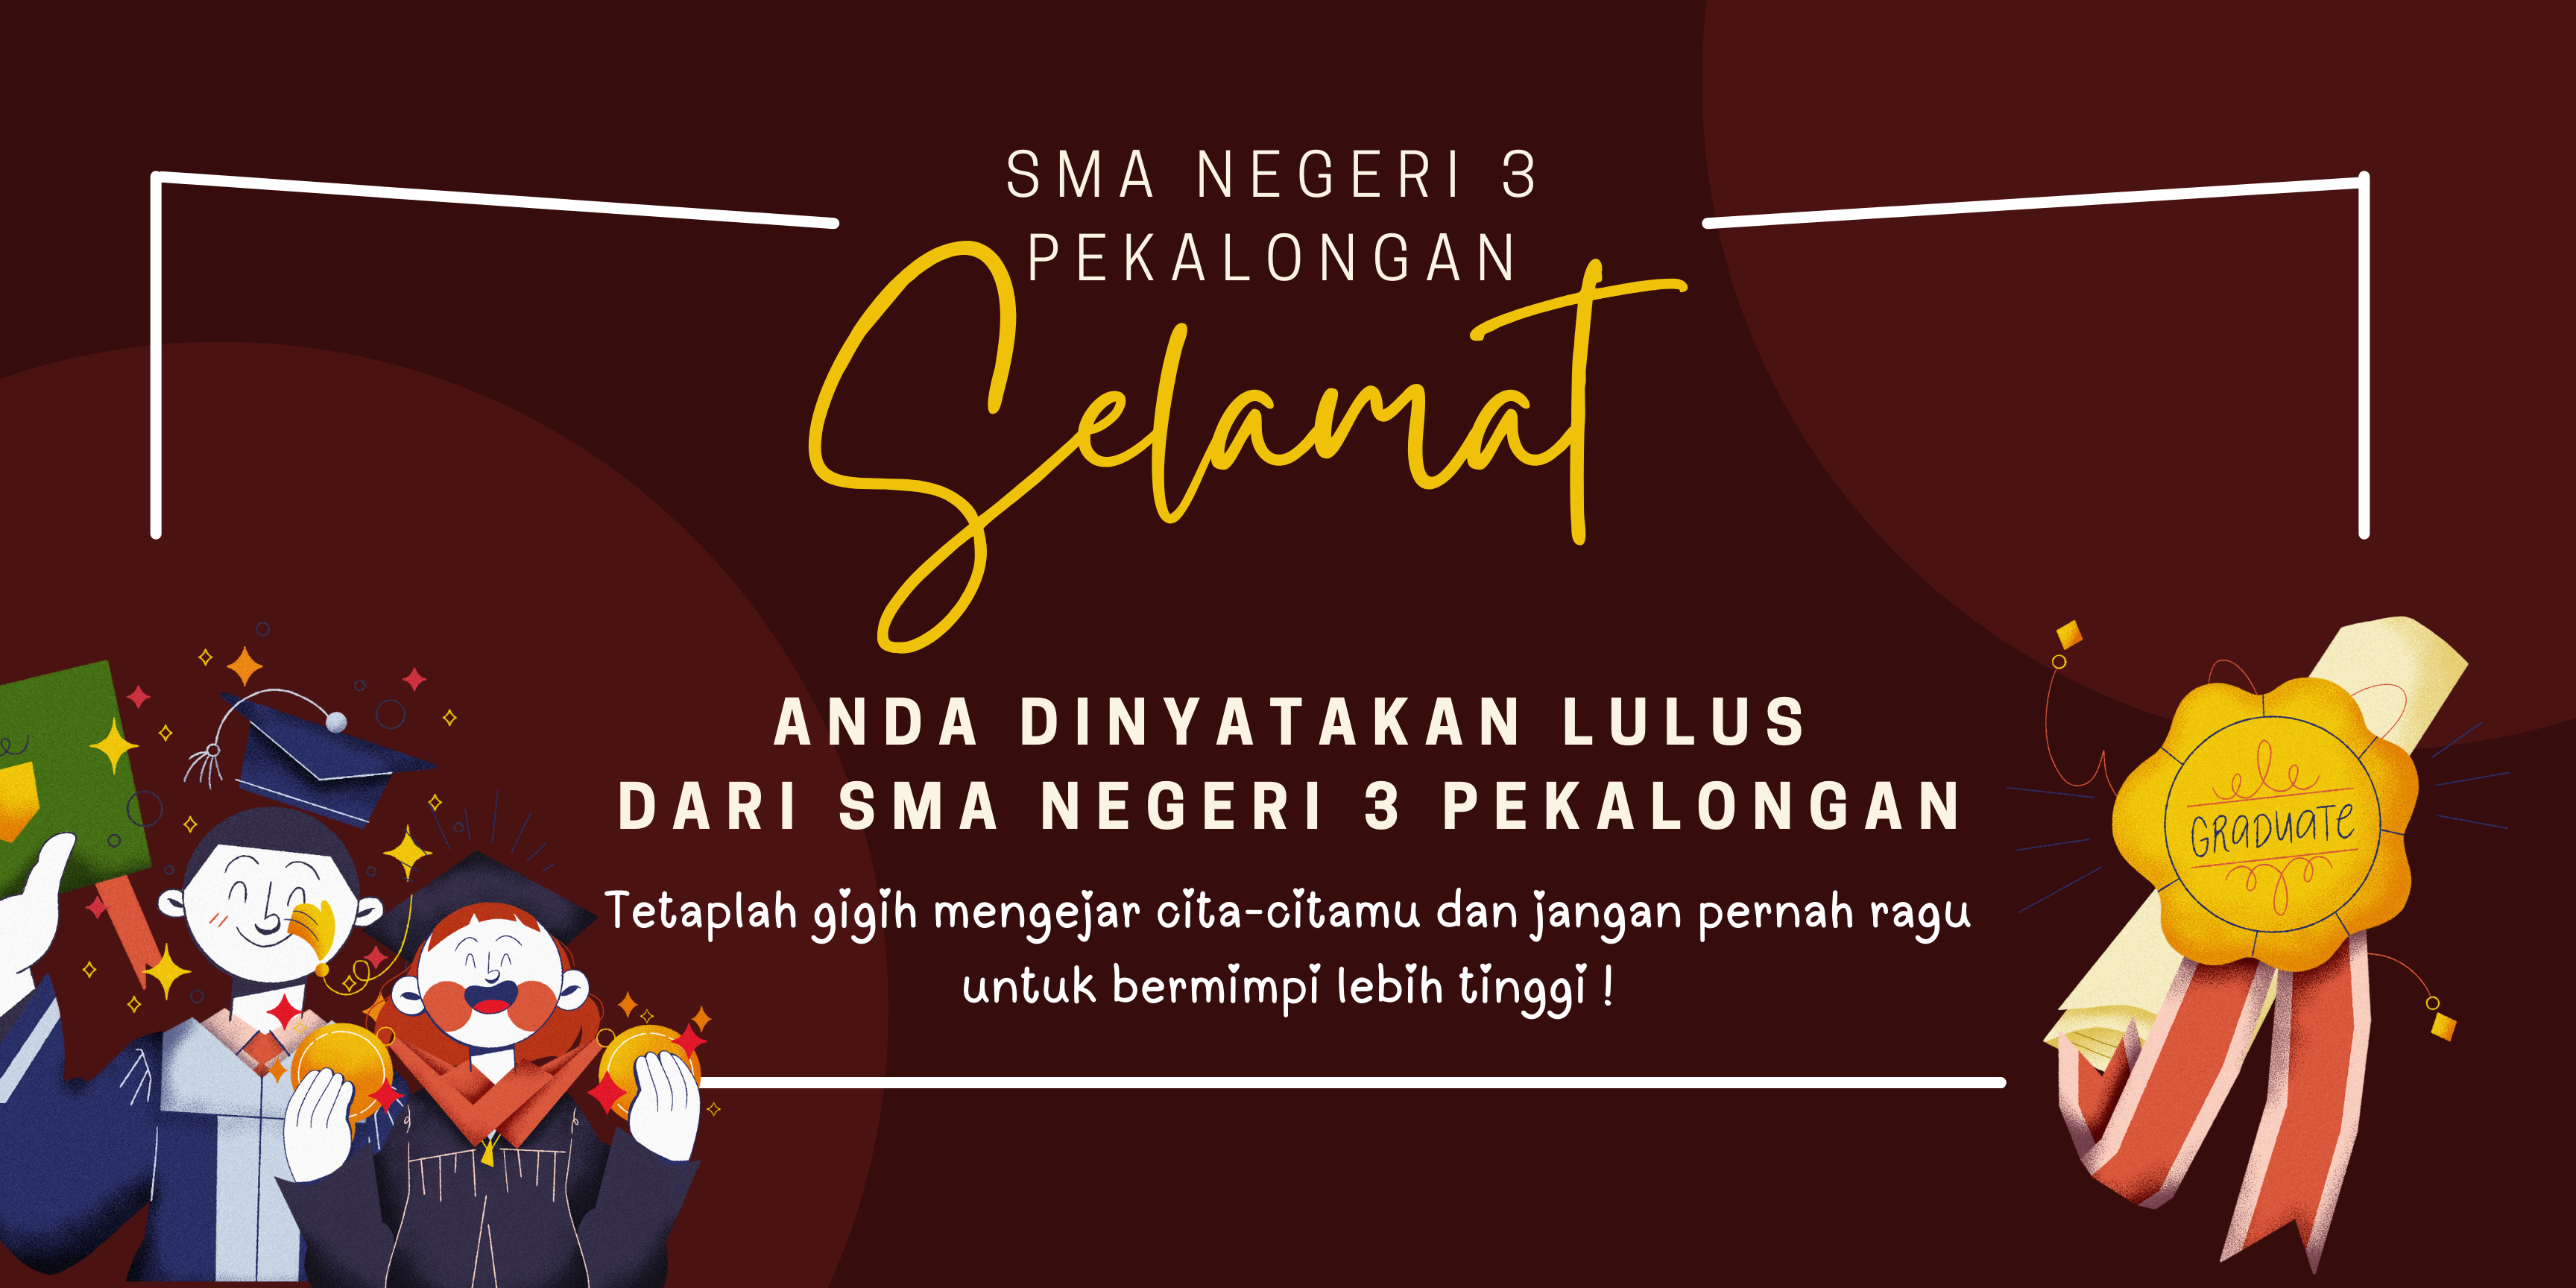 SMA NEGERI 3
PEKALONGAN
Selamat
ANDA DINYATAKAN LULUS
DARI SMA NEGERI 3 PEKALONGAN
Tetaplah gigih mengejar cita-citamu dan jangan pernah ragu
untuk bermimpi lebih tinggi !
GRADUATE